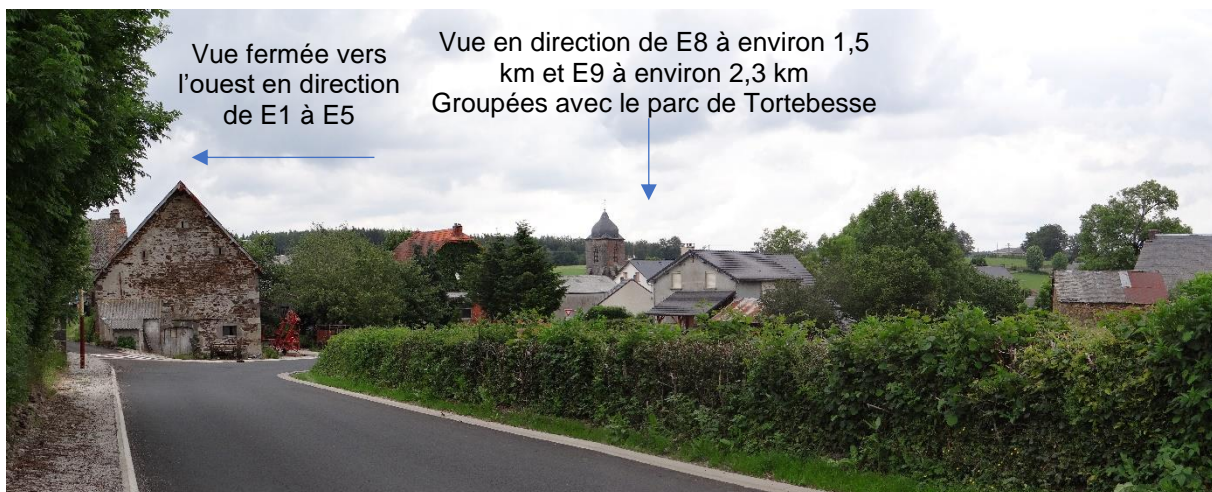 Vue fermée vers
l’ouest en direction
de E1 à E5
Vue en direction de E8 à environ 1,5
km et E9 à environ 2,3 km
Groupées avec le parc de Tortebesse